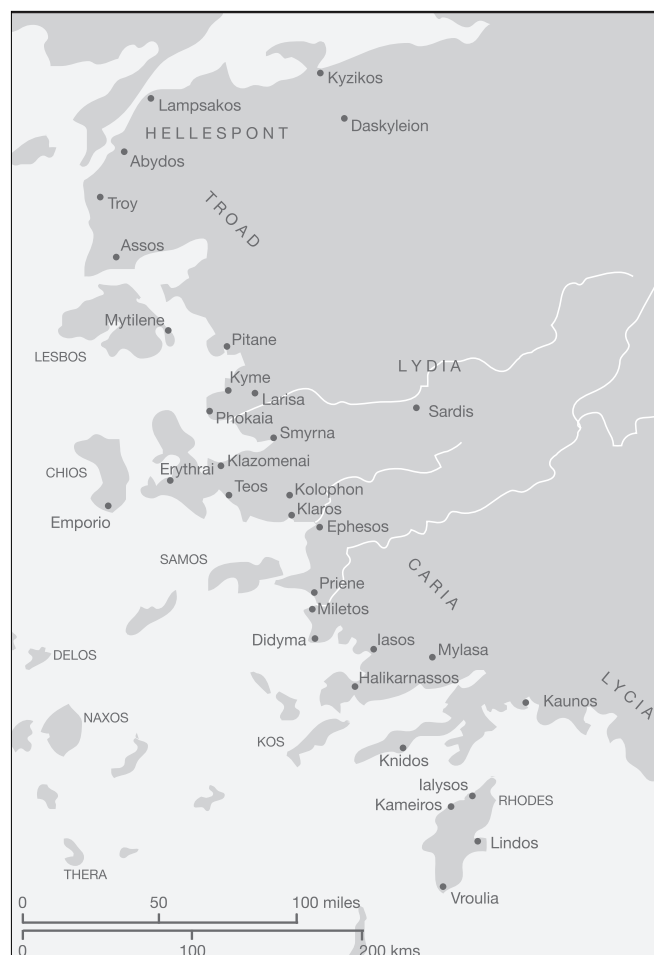 Kyzikos
Lampsakos
Daskyleion
HELLESPONT
Abydos
TROAD
Troy
Assos
Mytilene
Pitane
LESBOS
LYDIA
Kyme
Larisa
Sardis
Phokaia
Smyrna
Klazomenai
CHIOS
Erythrai
Teos
Kolophon
Klaros
Emporio
Ephesos
SAMOS
CARIA
Priene
Miletos
Didyma
Iasos
Mylasa
DELOS
Halikarnassos
LYCIA
Kaunos
NAXOS
KOS
Knidos
Ialysos
RHODES
Kameiros
Lindos
THERA
Vroulia
0 50 100 miles
0 100 200 kms